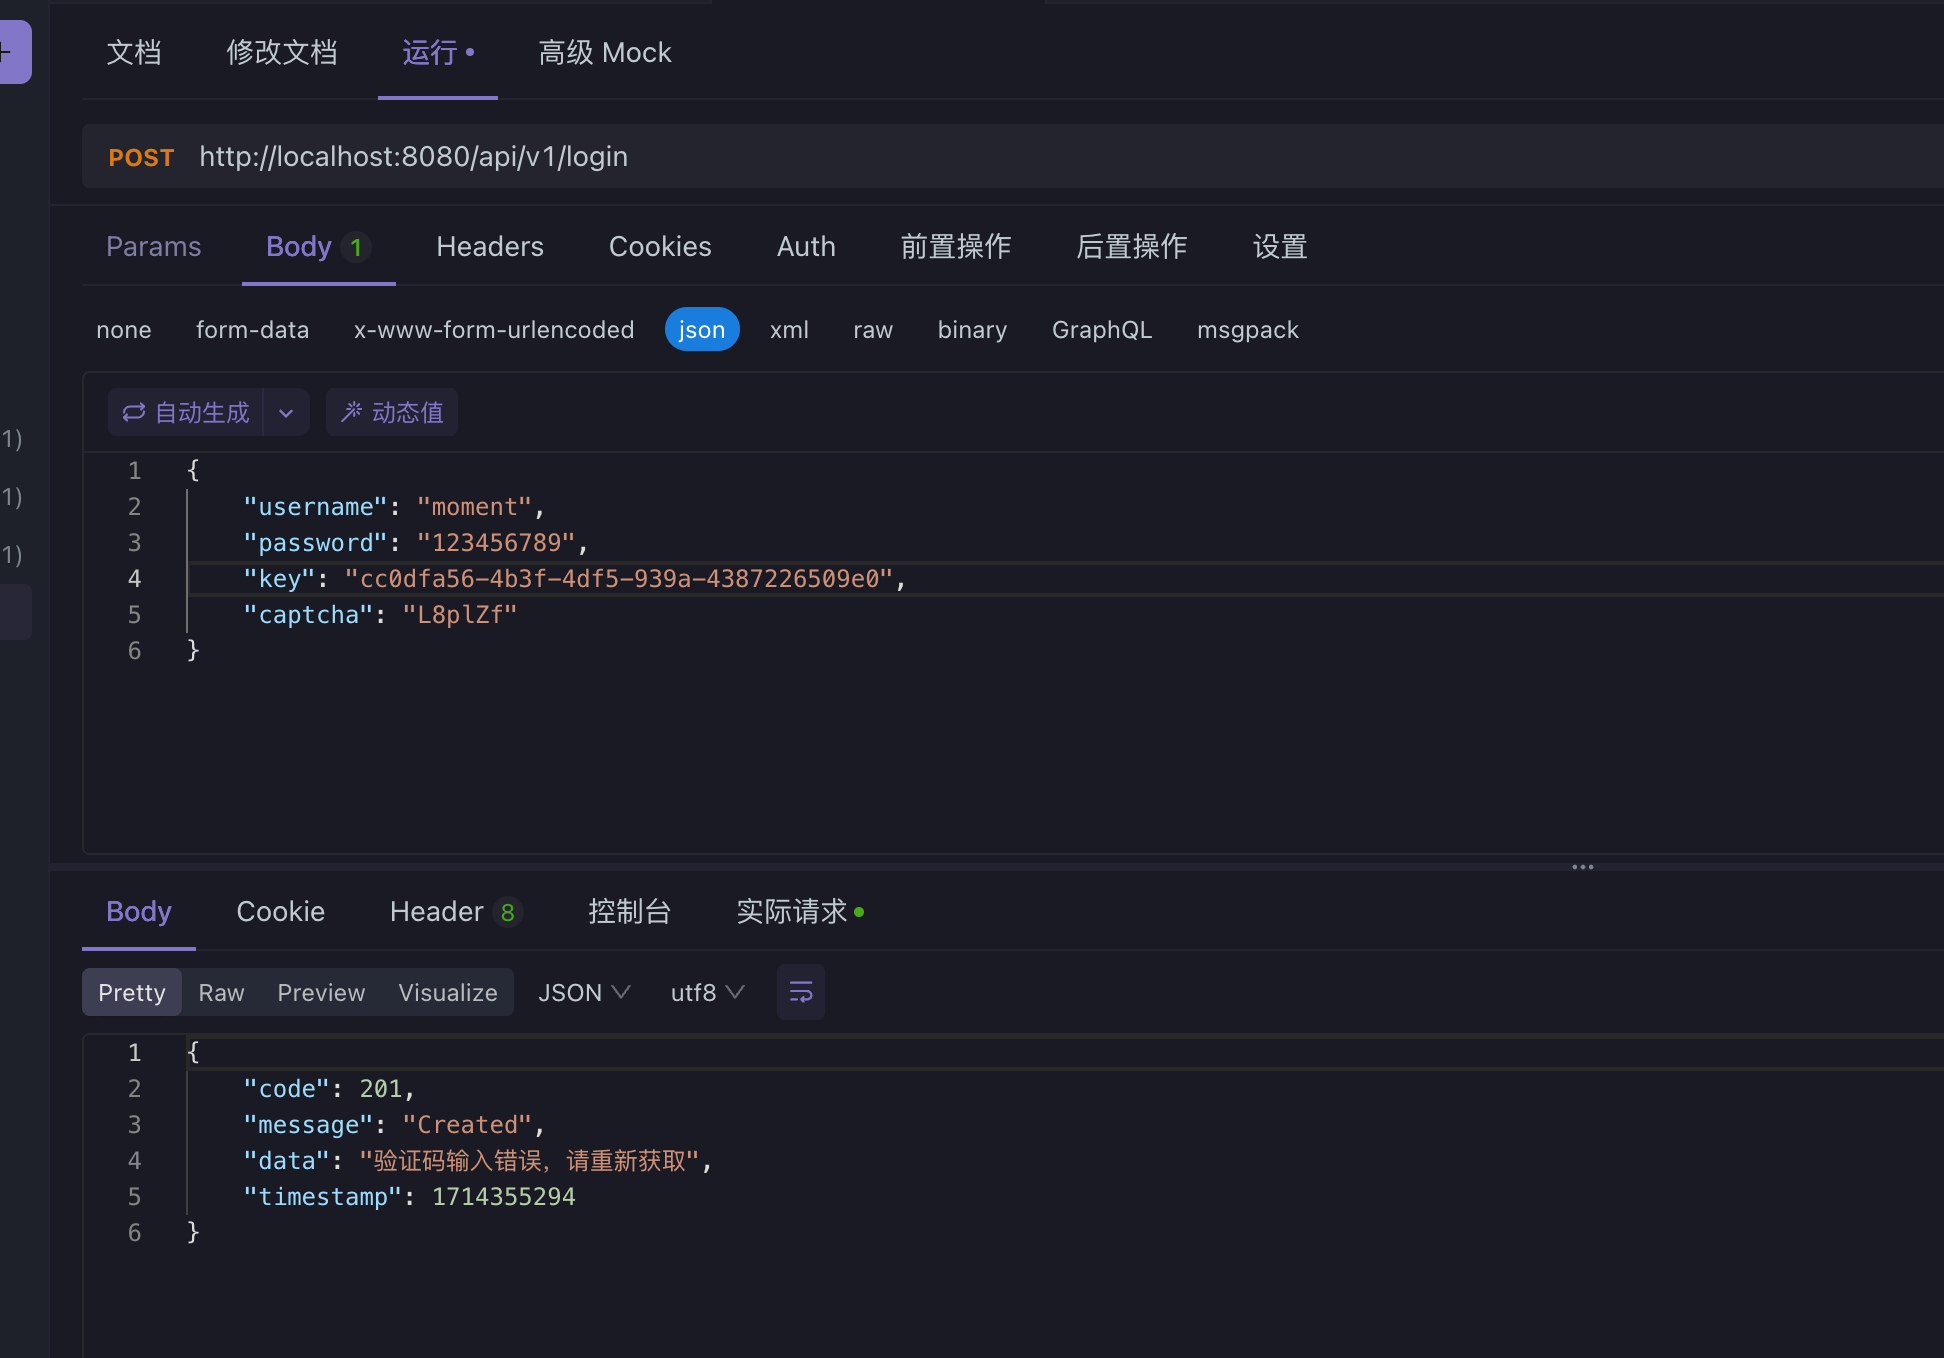 文档 修改文档 运行 高级 Mock
POST http://localhost:8080/api/v1/login
Params Body 1 Headers Cookies Auth 前置操作 后置操作 设置
none form-data x-www-form-urlencoded json xml raw binary GraphQL msgpack
自动生成 动态值
1)
1)
1)
1 {
2 "username": "moment",
3 "password": "123456789",
4 "key": "cc0dfa56-4b3f-4df5-939a-4387226509e0",
5 "captcha": "L8plZf"
6 }
Body Cookie Header 8 控制台 实际请求
Pretty Raw Preview Visualize JSON utf8
1 {
2 "code": 201,
3 "message": "Created",
4 "data": "验证码输入错误，请重新获取",
5 "timestamp": 1714355294
6 }